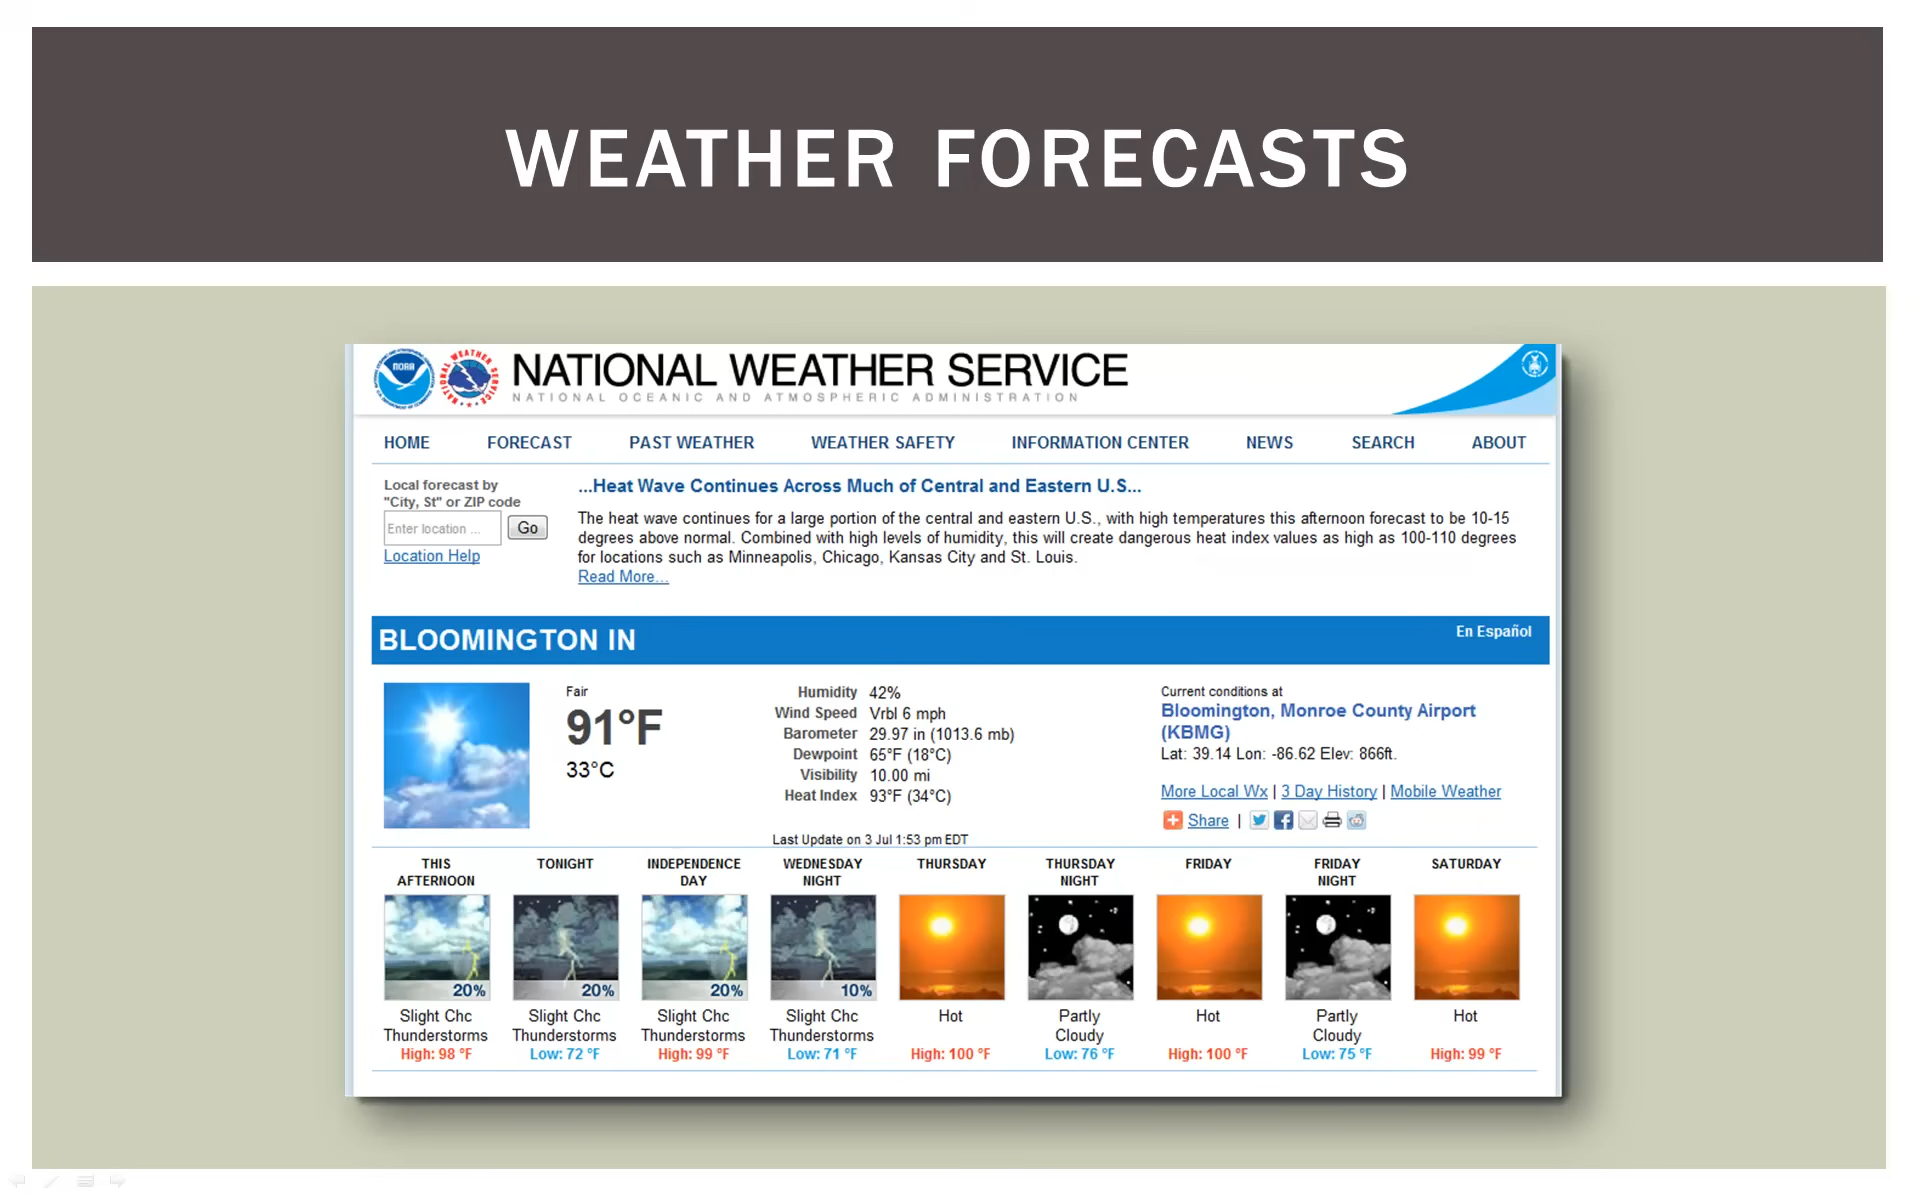 WEATHER FORECASTS
NOAA
NATIONAL WEATHER SERVICE
NATIONAL OCEANIC AND ATMOSPHERIC ADMINISTRATION
HOME FORECAST PAST WEATHER WEATHER SAFETY INFORMATION CENTER NEWS SEARCH ABOUT
Local forecast by
"City, St" or ZIP code
Enter location ... Go
Location Help
...Heat Wave Continues Across Much of Central and Eastern U.S...
The heat wave continues for a large portion of the central and eastern U.S., with high temperatures this afternoon forecast to be 10-15
degrees above normal. Combined with high levels of humidity, this will create dangerous heat index values as high as 100-110 degrees
for locations such as Minneapolis, Chicago, Kansas City and St. Louis.
Read More...
BLOOMINGTON IN En Español
Fair
91°F
33°C
Humidity 42%
Wind Speed Vrbl 6 mph
Barometer 29.97 in (1013.6 mb)
Dewpoint 65°F (18°C)
Visibility 10.00 mi
Heat Index 93°F (34°C)
Last Update on 3 Jul 1:53 pm EDT
Current conditions at
Bloomington, Monroe County Airport
(KBMG)
Lat: 39.14 Lon: -86.62 Elev: 866ft.
More Local Wx | 3 Day History | Mobile Weather
Share |
THIS TONIGHT INDEPENDENCE WEDNESDAY THURSDAY THURSDAY FRIDAY FRIDAY SATURDAY
AFTERNOON DAY NIGHT NIGHT NIGHT
20% 20% 20% 10%
Slight Chc Slight Chc Slight Chc Slight Chc Hot Partly Hot Partly Hot
Thunderstorms Thunderstorms Thunderstorms Thunderstorms Cloudy Cloudy
High: 98 °F Low: 72 °F High: 99 °F Low: 71 °F High: 100 °F Low: 76 °F High: 100 °F Low: 75 °F High: 99 °F